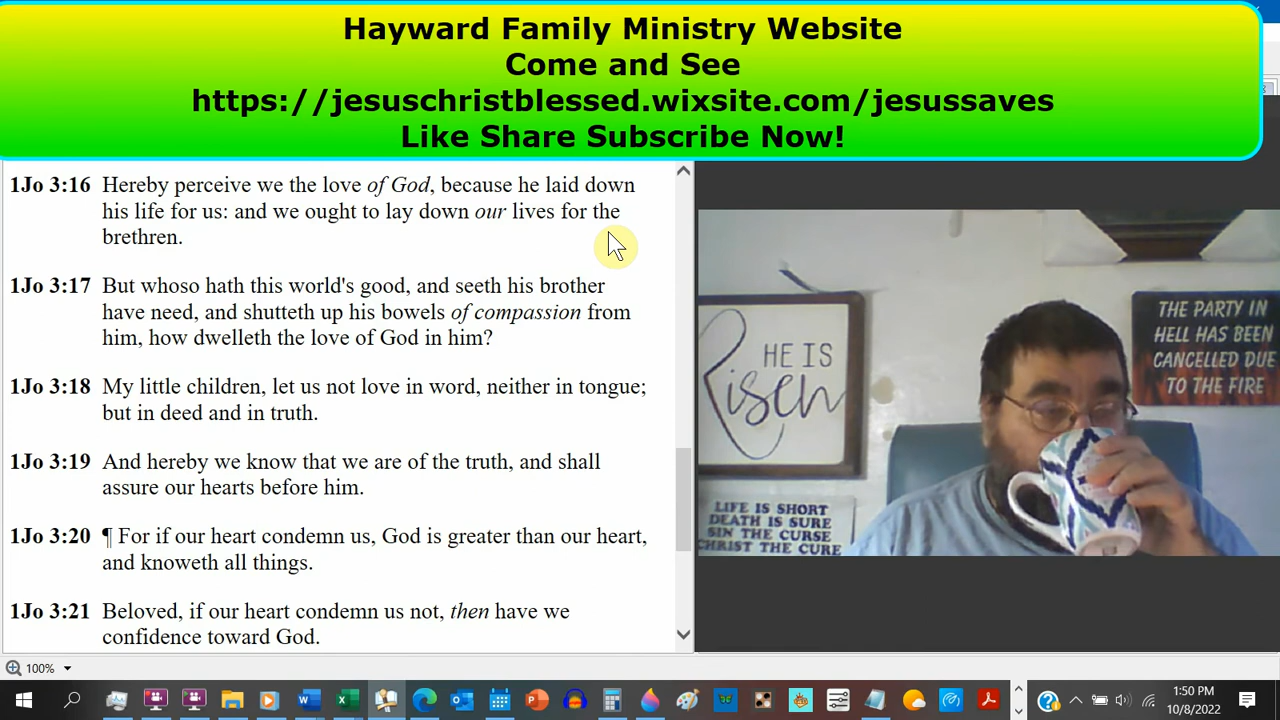 Hayward Family Ministry Website
Come and See
https://jesuschristblessed.wixsite.com/jesussaves
Like Share Subscribe Now!
1Jo 3:16 Hereby perceive we the love of God, because he laid down
his life for us: and we ought to lay down our lives for the
brethren.
1Jo 3:17 But whoso hath this world's good, and seeth his brother
have need, and shutteth up his bowels of compassion from
him, how dwelleth the love of God in him?
1Jo 3:18 My little children, let us not love in word, neither in tongue;
but in deed and in truth.
1Jo 3:19 And hereby we know that we are of the truth, and shall
assure our hearts before him.
1Jo 3:20 ¶ For if our heart condemn us, God is greater than our heart,
and knoweth all things.
1Jo 3:21 Beloved, if our heart condemn us not, then have we
confidence toward God.
HE IS
Risen
THE PARTY IN
HELL HAS BEEN
CANCELLED DUE
TO THE FIRE
LIFE IS SHORT
DEATH IS SURE
SIN THE CURSE
CHRIST THE CURE
100%
1:50 PM
10/8/2022